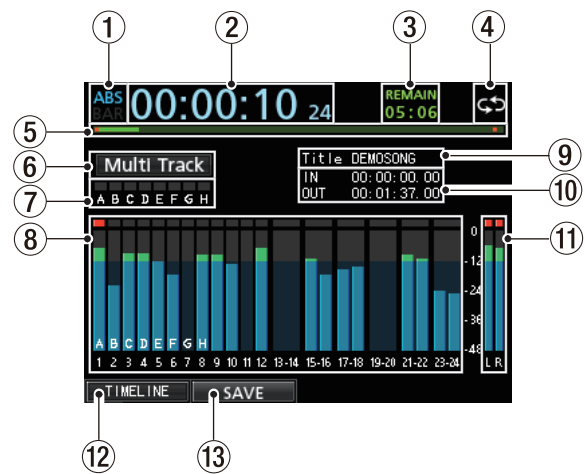 1 2 3 4
ABS 00:00:10 24 REMAIN
BAR 05:06
5
6 Multi Track Title DEMOSONG 9
IN 00:00:00.00 10
7 A B C D E F G H OUT 00:01:37.00
8 0 11
-12
-24
-36
A B C D E F G H -48
1 2 3 4 5 6 7 8 9 10 11 12 13-14 15-16 17-18 19-20 21-22 23-24 L R
TIMELINE SAVE
12 13